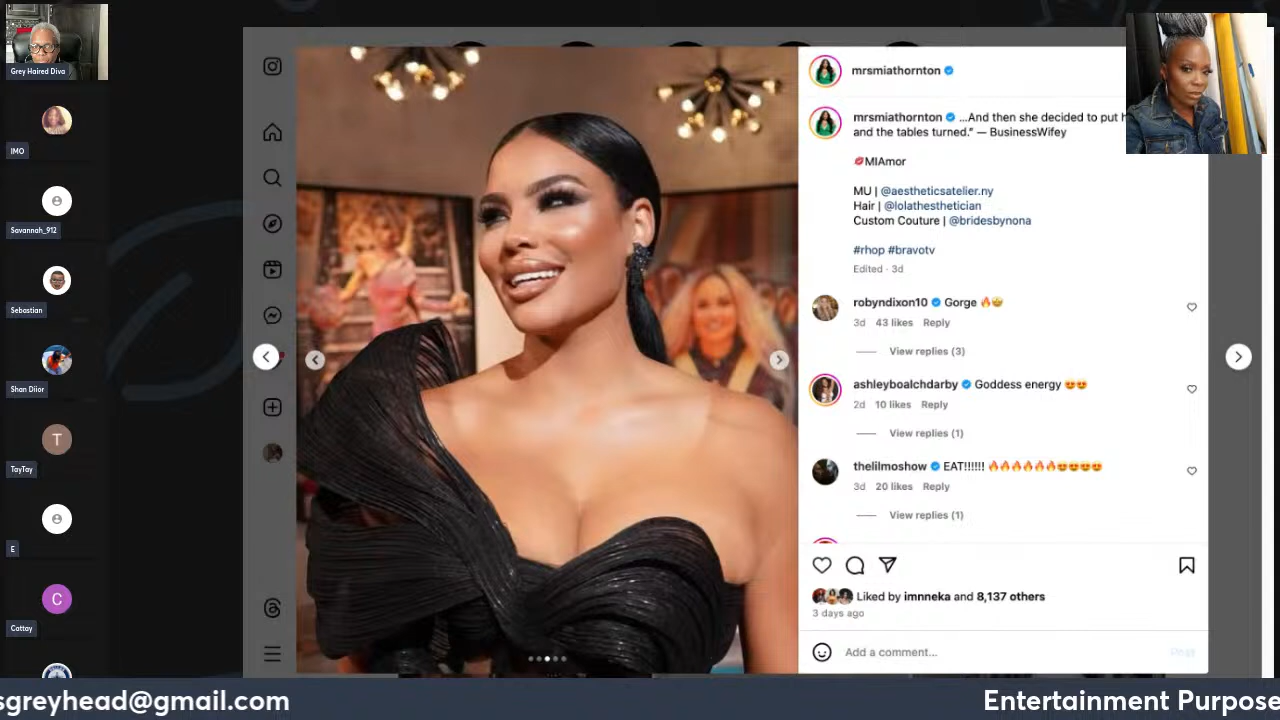 Grey Haired Diva
IMO
Savannah_912
Sebastian
Shan Diior
T
TayTay
E
C
Cattay
mrsmiathornton
mrsmiathornton ...And then she decided to put
and the tables turned.” — BusinessWifey
💋MIAmor
MU | @aestheticsatelier.ny
Hair | @lolathesthetician
Custom Couture | @bridesbynona
#rhop #bravotv
Edited · 3d
robyndixon10 Gorge 🔥🤩
3d 43 likes Reply
View replies (3)
ashleyboalchdarby Goddess energy 😍😍
2d 10 likes Reply
View replies (1)
thelilmoshow EAT!!!!!! 🔥🔥🔥🔥🔥🔥😍😍😍😍
3d 20 likes Reply
View replies (1)
Liked by imnneka and 8,137 others
3 days ago
Add a comment...
Post
sgreyhead@gmail.com
Entertainment Purpose